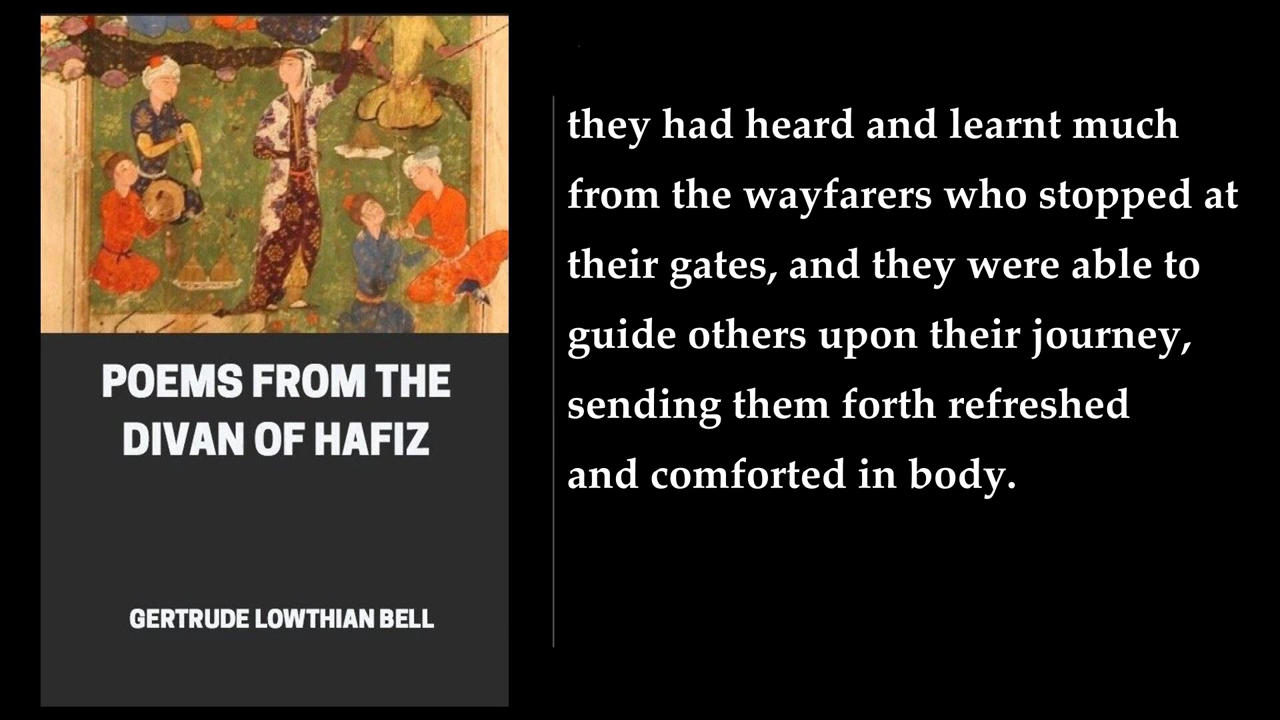 POEMS FROM THE
DIVAN OF HAFIZ
GERTRUDE LOWTHIAN BELL
they had heard and learnt much
from the wayfarers who stopped at
their gates, and they were able to
guide others upon their journey,
sending them forth refreshed
and comforted in body.